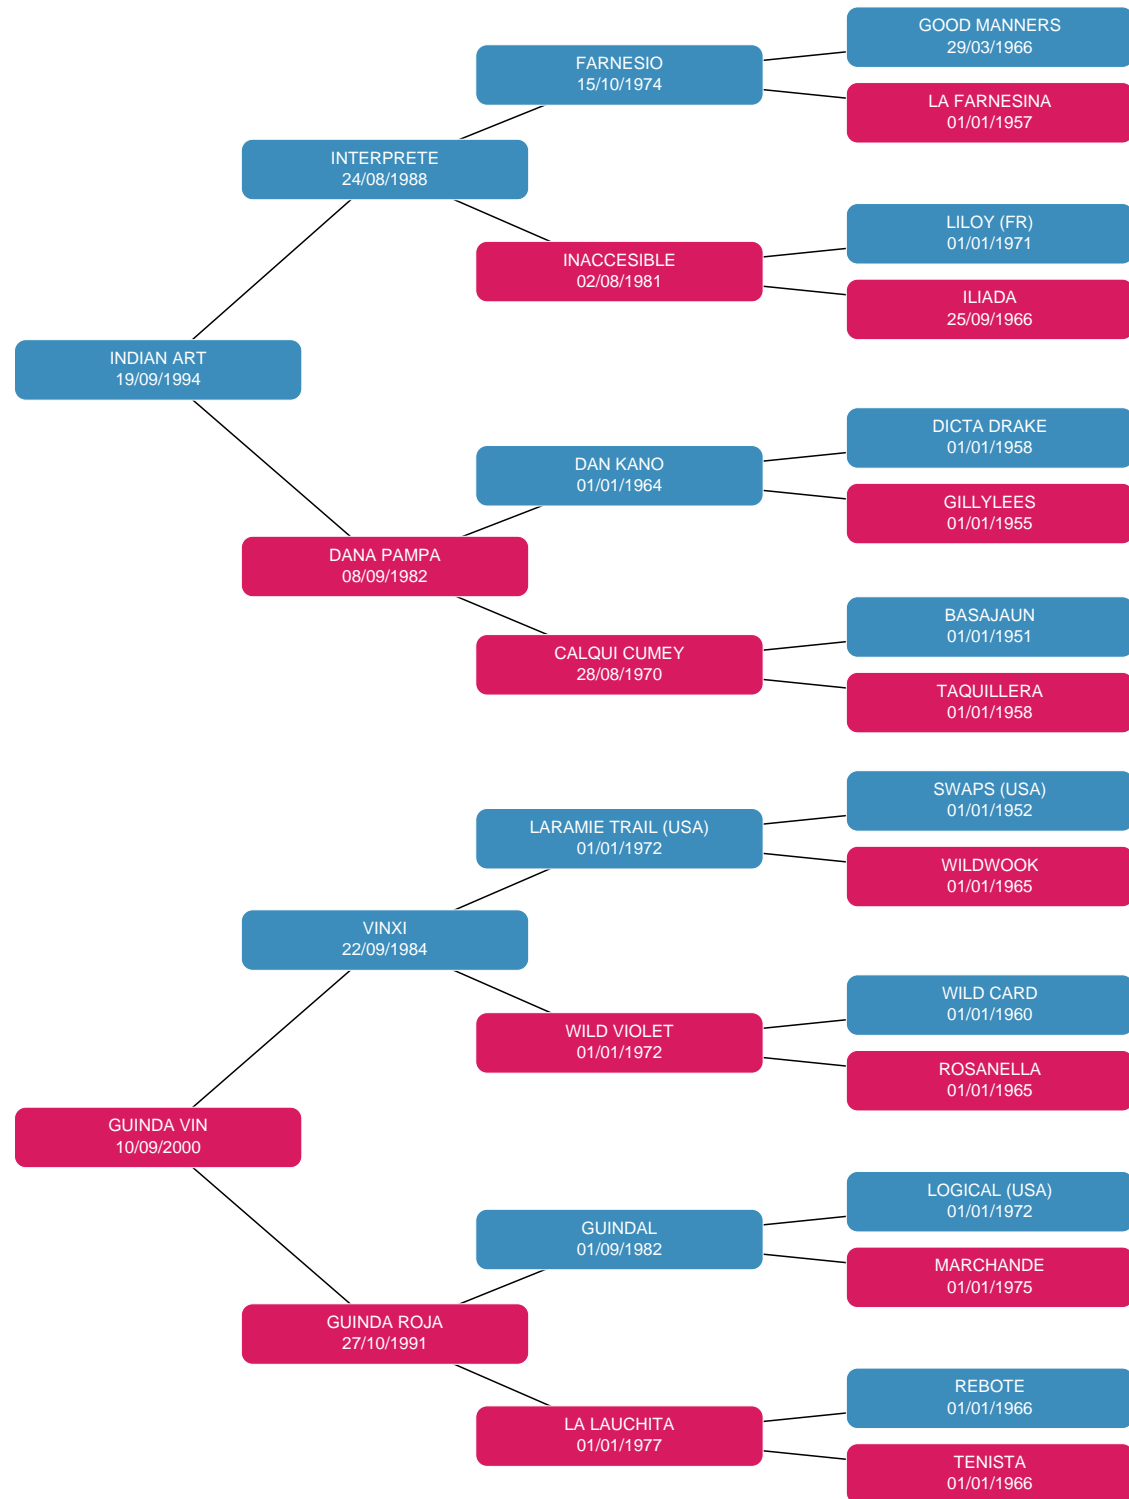 GOOD MANNERS
29/03/1966
FARNESIO
15/10/1974
LA FARNESINA
01/01/1957
INTERPRETE
24/08/1988
LILOY (FR)
01/01/1971
INACCESIBLE
02/08/1981
ILIADA
25/09/1966
INDIAN ART
19/09/1994
DICTA DRAKE
01/01/1958
DAN KANO
01/01/1964
GILLYLEES
01/01/1955
DANA PAMPA
08/09/1982
BASAJAUN
01/01/1951
CALQUI CUMEY
28/08/1970
TAQUILLERA
01/01/1958
SWAPS (USA)
01/01/1952
LARAMIE TRAIL (USA)
01/01/1972
WILDWOOK
01/01/1965
VINXI
22/09/1984
WILD CARD
01/01/1960
WILD VIOLET
01/01/1972
ROSANELLA
01/01/1965
GUINDA VIN
10/09/2000
LOGICAL (USA)
01/01/1972
GUINDAL
01/09/1982
MARCHANDE
01/01/1975
GUINDA ROJA
27/10/1991
REBOTE
01/01/1966
LA LAUCHITA
01/01/1977
TENISTA
01/01/1966